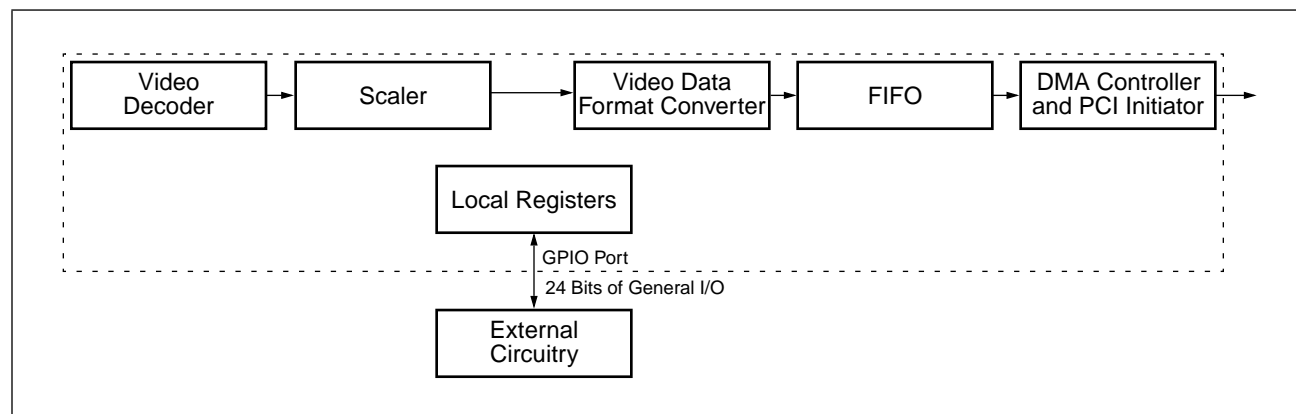 Video
Decoder
Scaler
Video Data
Format Converter
FIFO
DMA Controller
and PCI Initiator
Local Registers
GPIO Port
24 Bits of General I/O
External
Circuitry